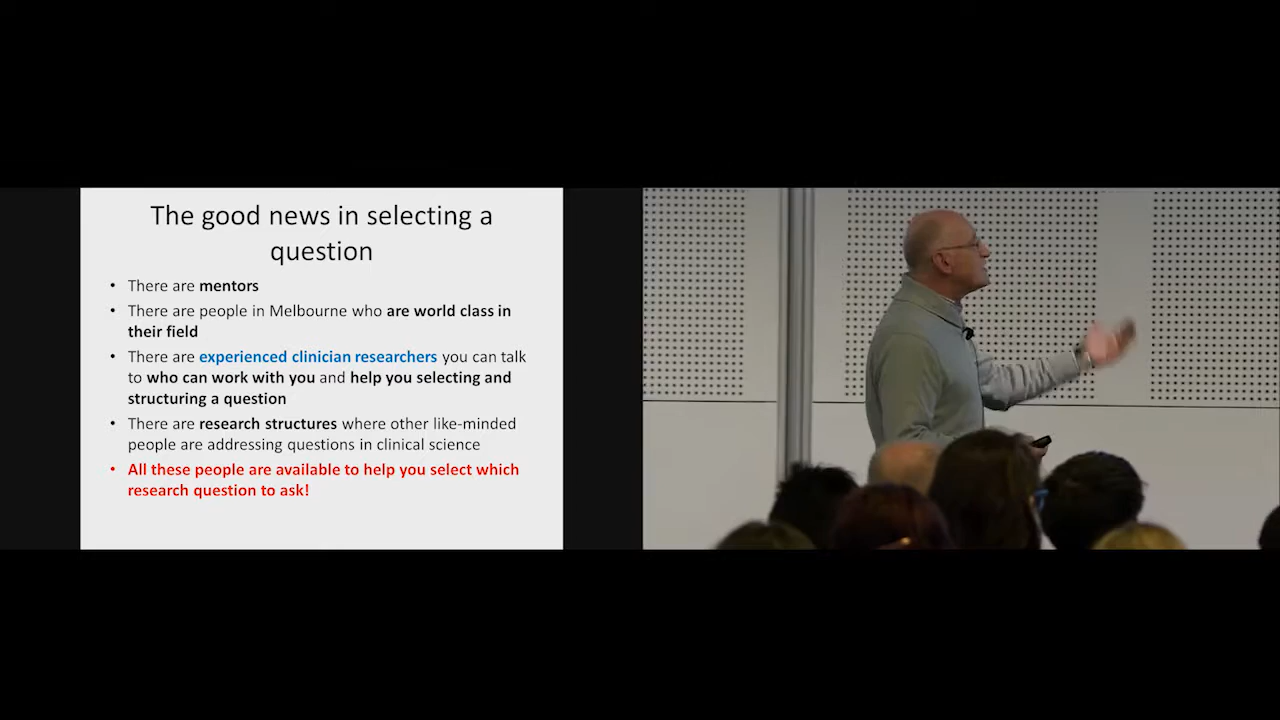 The good news in selecting a
question
• There are mentors
• There are people in Melbourne who are world class in
their field
• There are experienced clinician researchers you can talk
to who can work with you and help you selecting and
structuring a question
• There are research structures where other like-minded
people are addressing questions in clinical science
• All these people are available to help you select which
research question to ask!